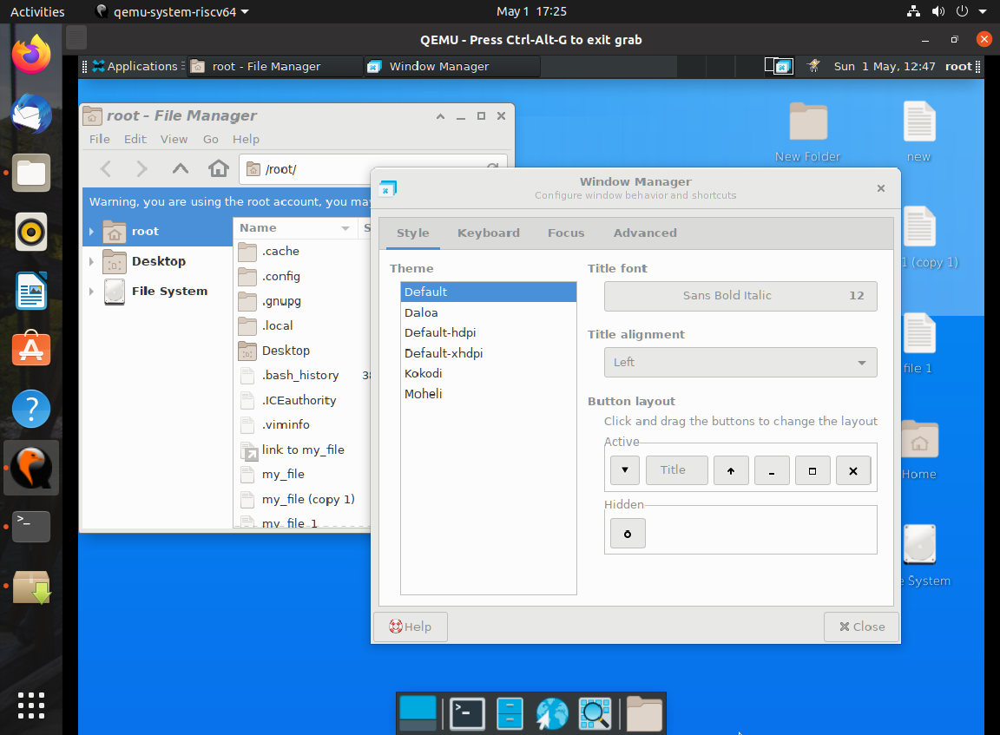 Activities qemu-system-riscv64 May 1 17:25
QEMU - Press Ctrl-Alt-G to exit grab
Applications root - File Manager Window Manager Sun 1 May, 12:47 root
root - File Manager
File Edit View Go Help
/root/
Warning, you are using the root account, you may
root
Desktop
File System
Name S
.cache
.config
.gnupg
.local
Desktop
.bash_history 38
.ICEauthority
.viminfo
link to my_file
my_file
my_file (copy 1)
my_file 1
Window Manager
Configure window behavior and shortcuts
Style Keyboard Focus Advanced
Theme
Default
Daloa
Default-hdpi
Default-xhdpi
Kokodi
Moheli
Title font
Sans Bold Italic 12
Title alignment
Left
Button layout
Click and drag the buttons to change the layout
Active
Title
Hidden
Help
Close
New Folder
new
1 (copy 1)
file 1
Home
e System